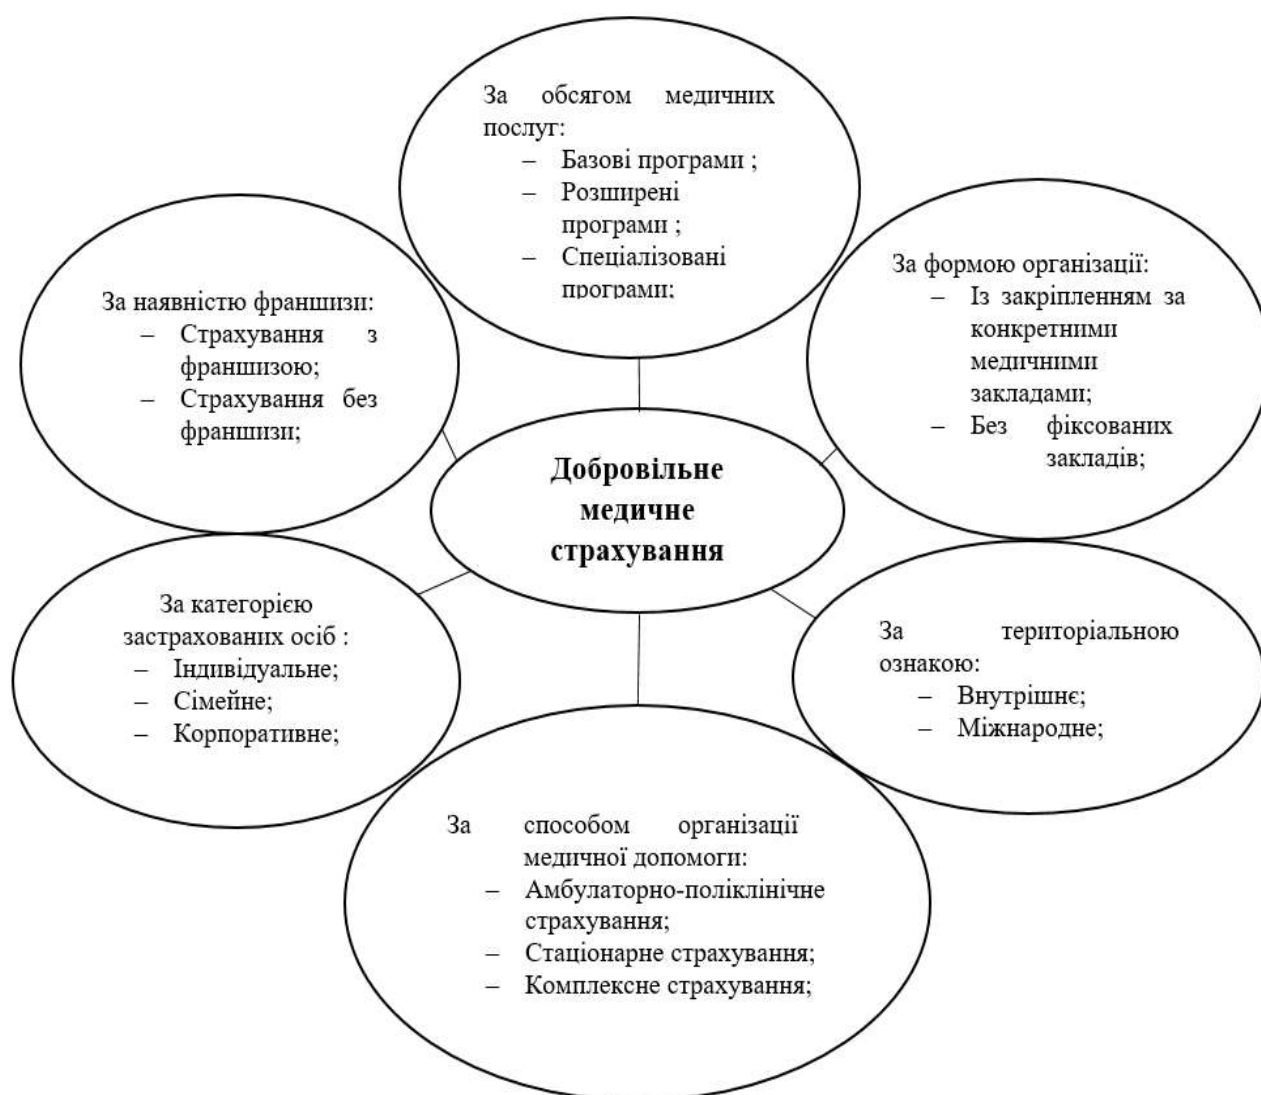 За обсягом медичних
послуг:
– Базові програми ;
– Розширені
програми ;
– Спеціалізовані
програми;
За наявністю франшизи:
– Страхування з
франшизою;
– Страхування без
франшизи;
За формою організації:
– Із закріпленням за
конкретними
медичними
закладами;
– Без фіксованих
закладів;
Добровільне
медичне
страхування
За категорією
застрахованих осіб :
– Індивідуальне;
– Сімейне;
– Корпоративне;
За територіальною
ознакою:
– Внутрішнє;
– Міжнародне;
За способом організації
медичної допомоги:
– Амбулаторно-поліклінічне
страхування;
– Стаціонарне страхування;
– Комплексне страхування;